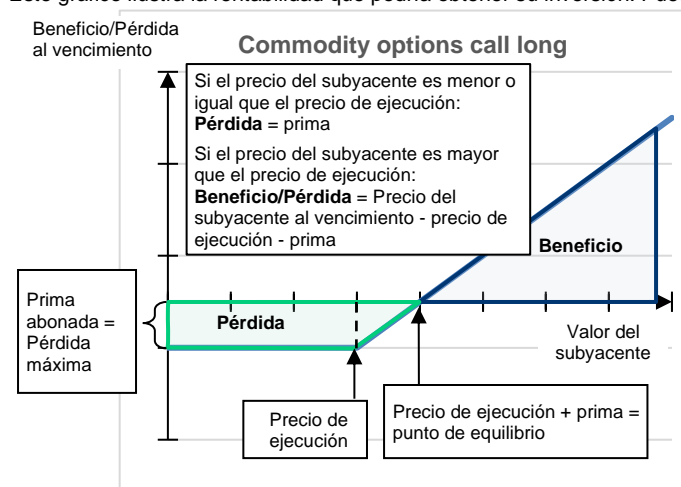 Beneficio/Pérdida
al vencimiento
Commodity options call long
Si el precio del subyacente es menor o
igual que el precio de ejecución:
Pérdida = prima
Si el precio del subyacente es mayor
que el precio de ejecución:
Beneficio/Pérdida = Precio del
subyacente al vencimiento - precio de
ejecución - prima
Beneficio
Prima
abonada =
Pérdida
máxima
Pérdida
Valor del
subyacente
Precio de
ejecución
Precio de ejecución + prima =
punto de equilibrio